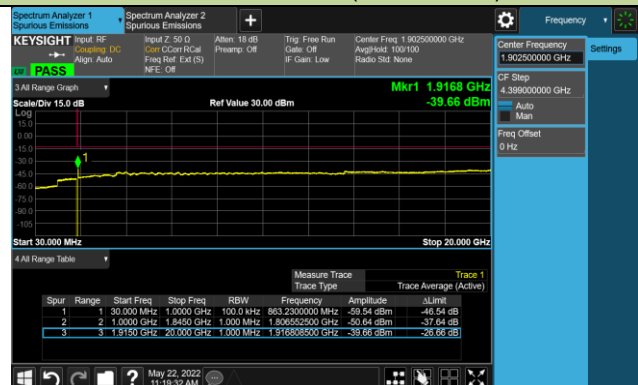 Spectrum Analyzer 1
Spurious Emissions
Spectrum Analyzer 2
Spurious Emissions
Frequency
KEYSIGHT
Input: RF
Coupling: DC
Align: Auto
Input Z: 50 Ω
Corr CCorr RCal
Freq Ref: Ext (S)
NFE: Off
Atten: 18 dB
Preamp: Off
Trig: Free Run
Gate: Off
IF Gain: Low
Center Freq: 1.902500000 GHz
Avg|Hold: 100/100
Radio Std: None
PASS
Center Frequency
1.902500000 GHz
Settings
CF Step
4.399000000 GHz
Auto
Man
Freq Offset
0 Hz
3 All Range Graph
Mkr1 1.9168 GHz
Scale/Div 15.0 dB
Ref Value 30.00 dBm
-39.66 dBm
Log
15.0
0.00
-15.0
-30.0
-45.0
-60.0
-75.0
-90.0
-105
1
Start 30.000 MHz
Stop 20.000 GHz
4 All Range Table
Measure Trace Trace 1
Trace Type Trace Average (Active)
Spur Range Start Freq Stop Freq RBW Frequency Amplitude ΔLimit
1 1 30.000 MHz 1.0000 GHz 100.0 kHz 863.2300000 MHz -59.54 dBm -46.54 dB
2 2 1.0000 GHz 1.8450 GHz 1.000 MHz 1.806552500 GHz -50.64 dBm -37.64 dB
3 3 1.9150 GHz 20.000 GHz 1.000 MHz 1.916808500 GHz -39.66 dBm -26.66 dB
May 22, 2022
11:19:32 AM